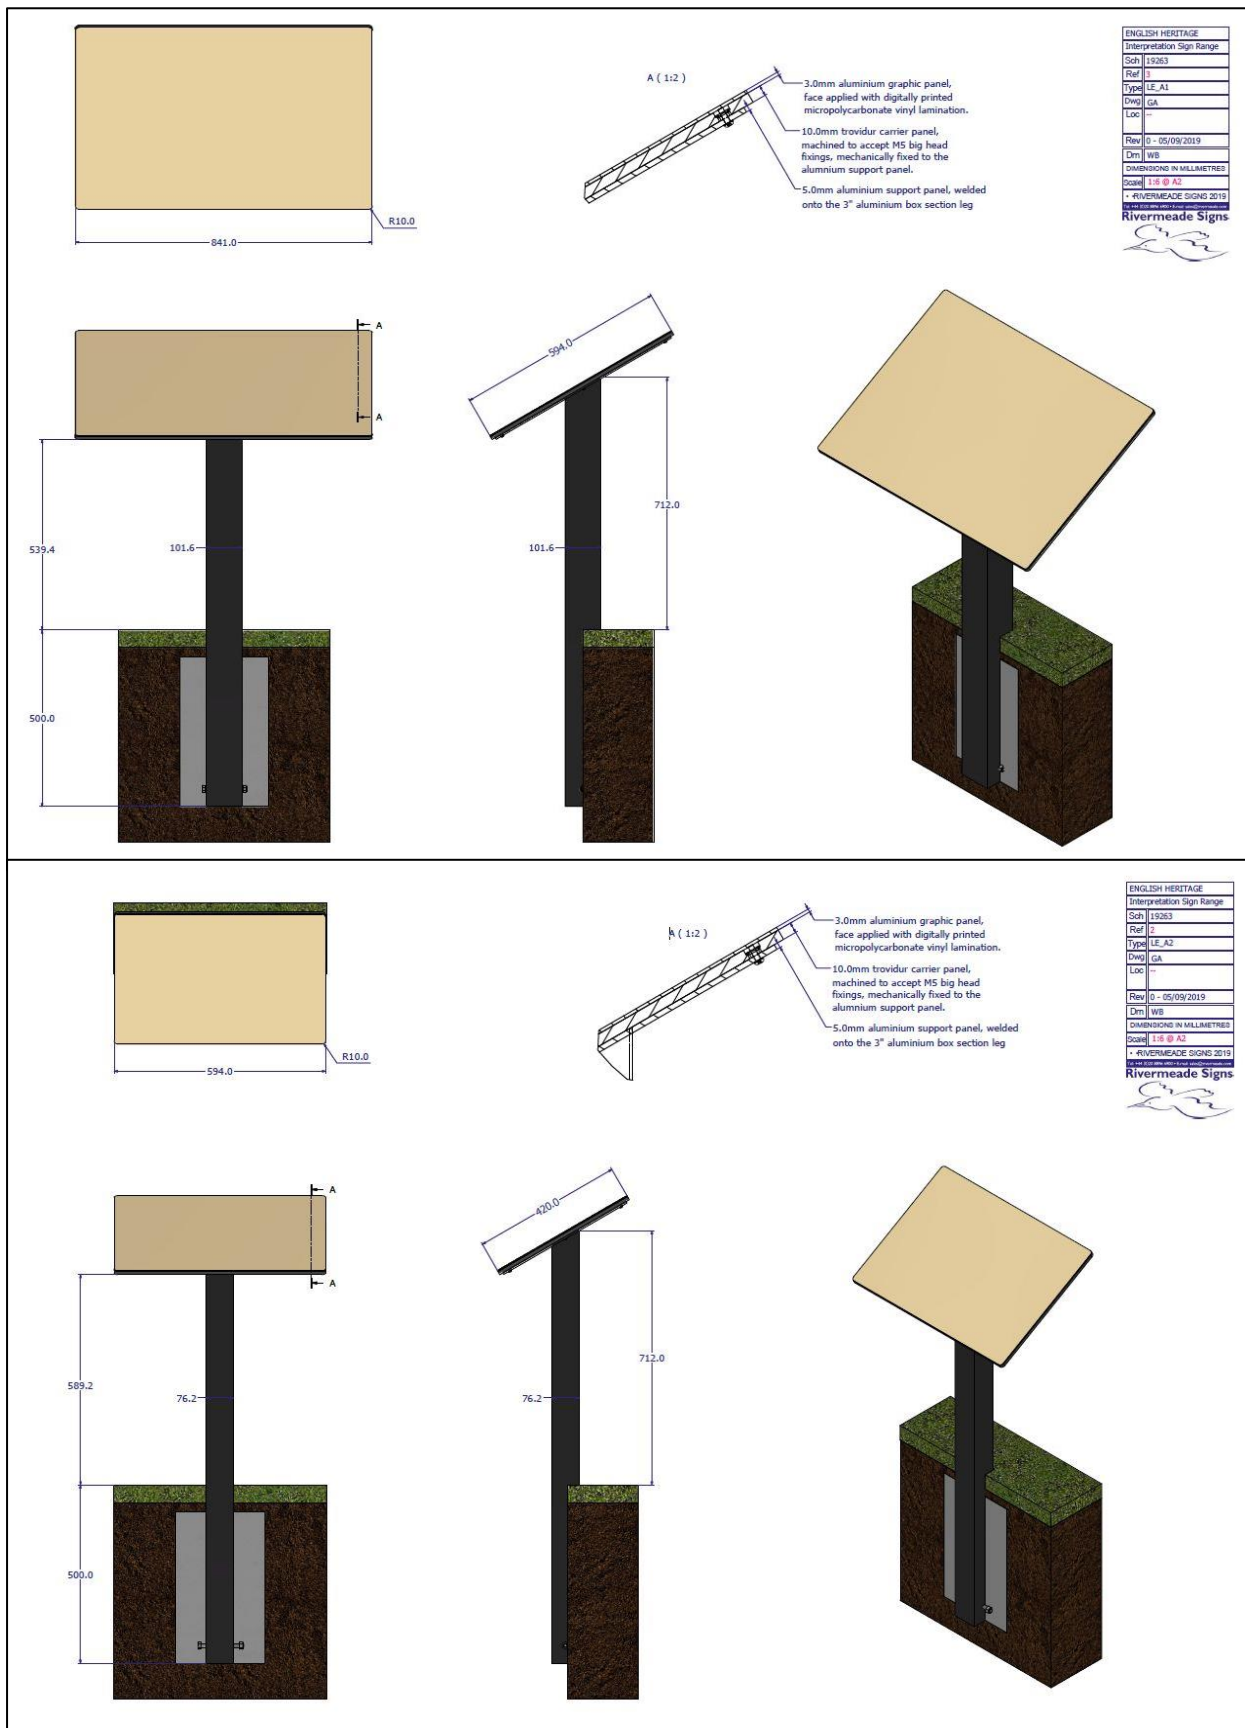 A ( 1:2 )
3.0mm aluminium graphic panel,
face applied with digitally printed
micropolycarbonate vinyl lamination.
10.0mm trovidur carrier panel,
machined to accept M5 big head
fixings, mechanically fixed to the
alumnium support panel.
5.0mm aluminium support panel, welded
onto the 3" aluminium box section leg
ENGLISH HERITAGE
Interpretation Sign Range
Sch 19263
Ref 3
Type LE_A1
Dwg GA
Loc --
Rev 0 - 05/09/2019
Drn WB
DIMENSIONS IN MILLIMETRES
Scale 1:6 @ A2
RIVERMEADE SIGNS 2019
Rivermeade Signs
R10.0
841.0
A
A
594.0
539.4
101.6
101.6
712.0
500.0
A ( 1:2 )
3.0mm aluminium graphic panel,
face applied with digitally printed
micropolycarbonate vinyl lamination.
10.0mm trovidur carrier panel,
machined to accept M5 big head
fixings, mechanically fixed to the
alumnium support panel.
5.0mm aluminium support panel, welded
onto the 3" aluminium box section leg
ENGLISH HERITAGE
Interpretation Sign Range
Sch 19263
Ref 2
Type LE_A2
Dwg GA
Loc --
Rev 0 - 05/09/2019
Drn WB
DIMENSIONS IN MILLIMETRES
Scale 1:6 @ A2
RIVERMEADE SIGNS 2019
Rivermeade Signs
R10.0
594.0
A
A
420.0
589.2
76.2
76.2
712.0
500.0